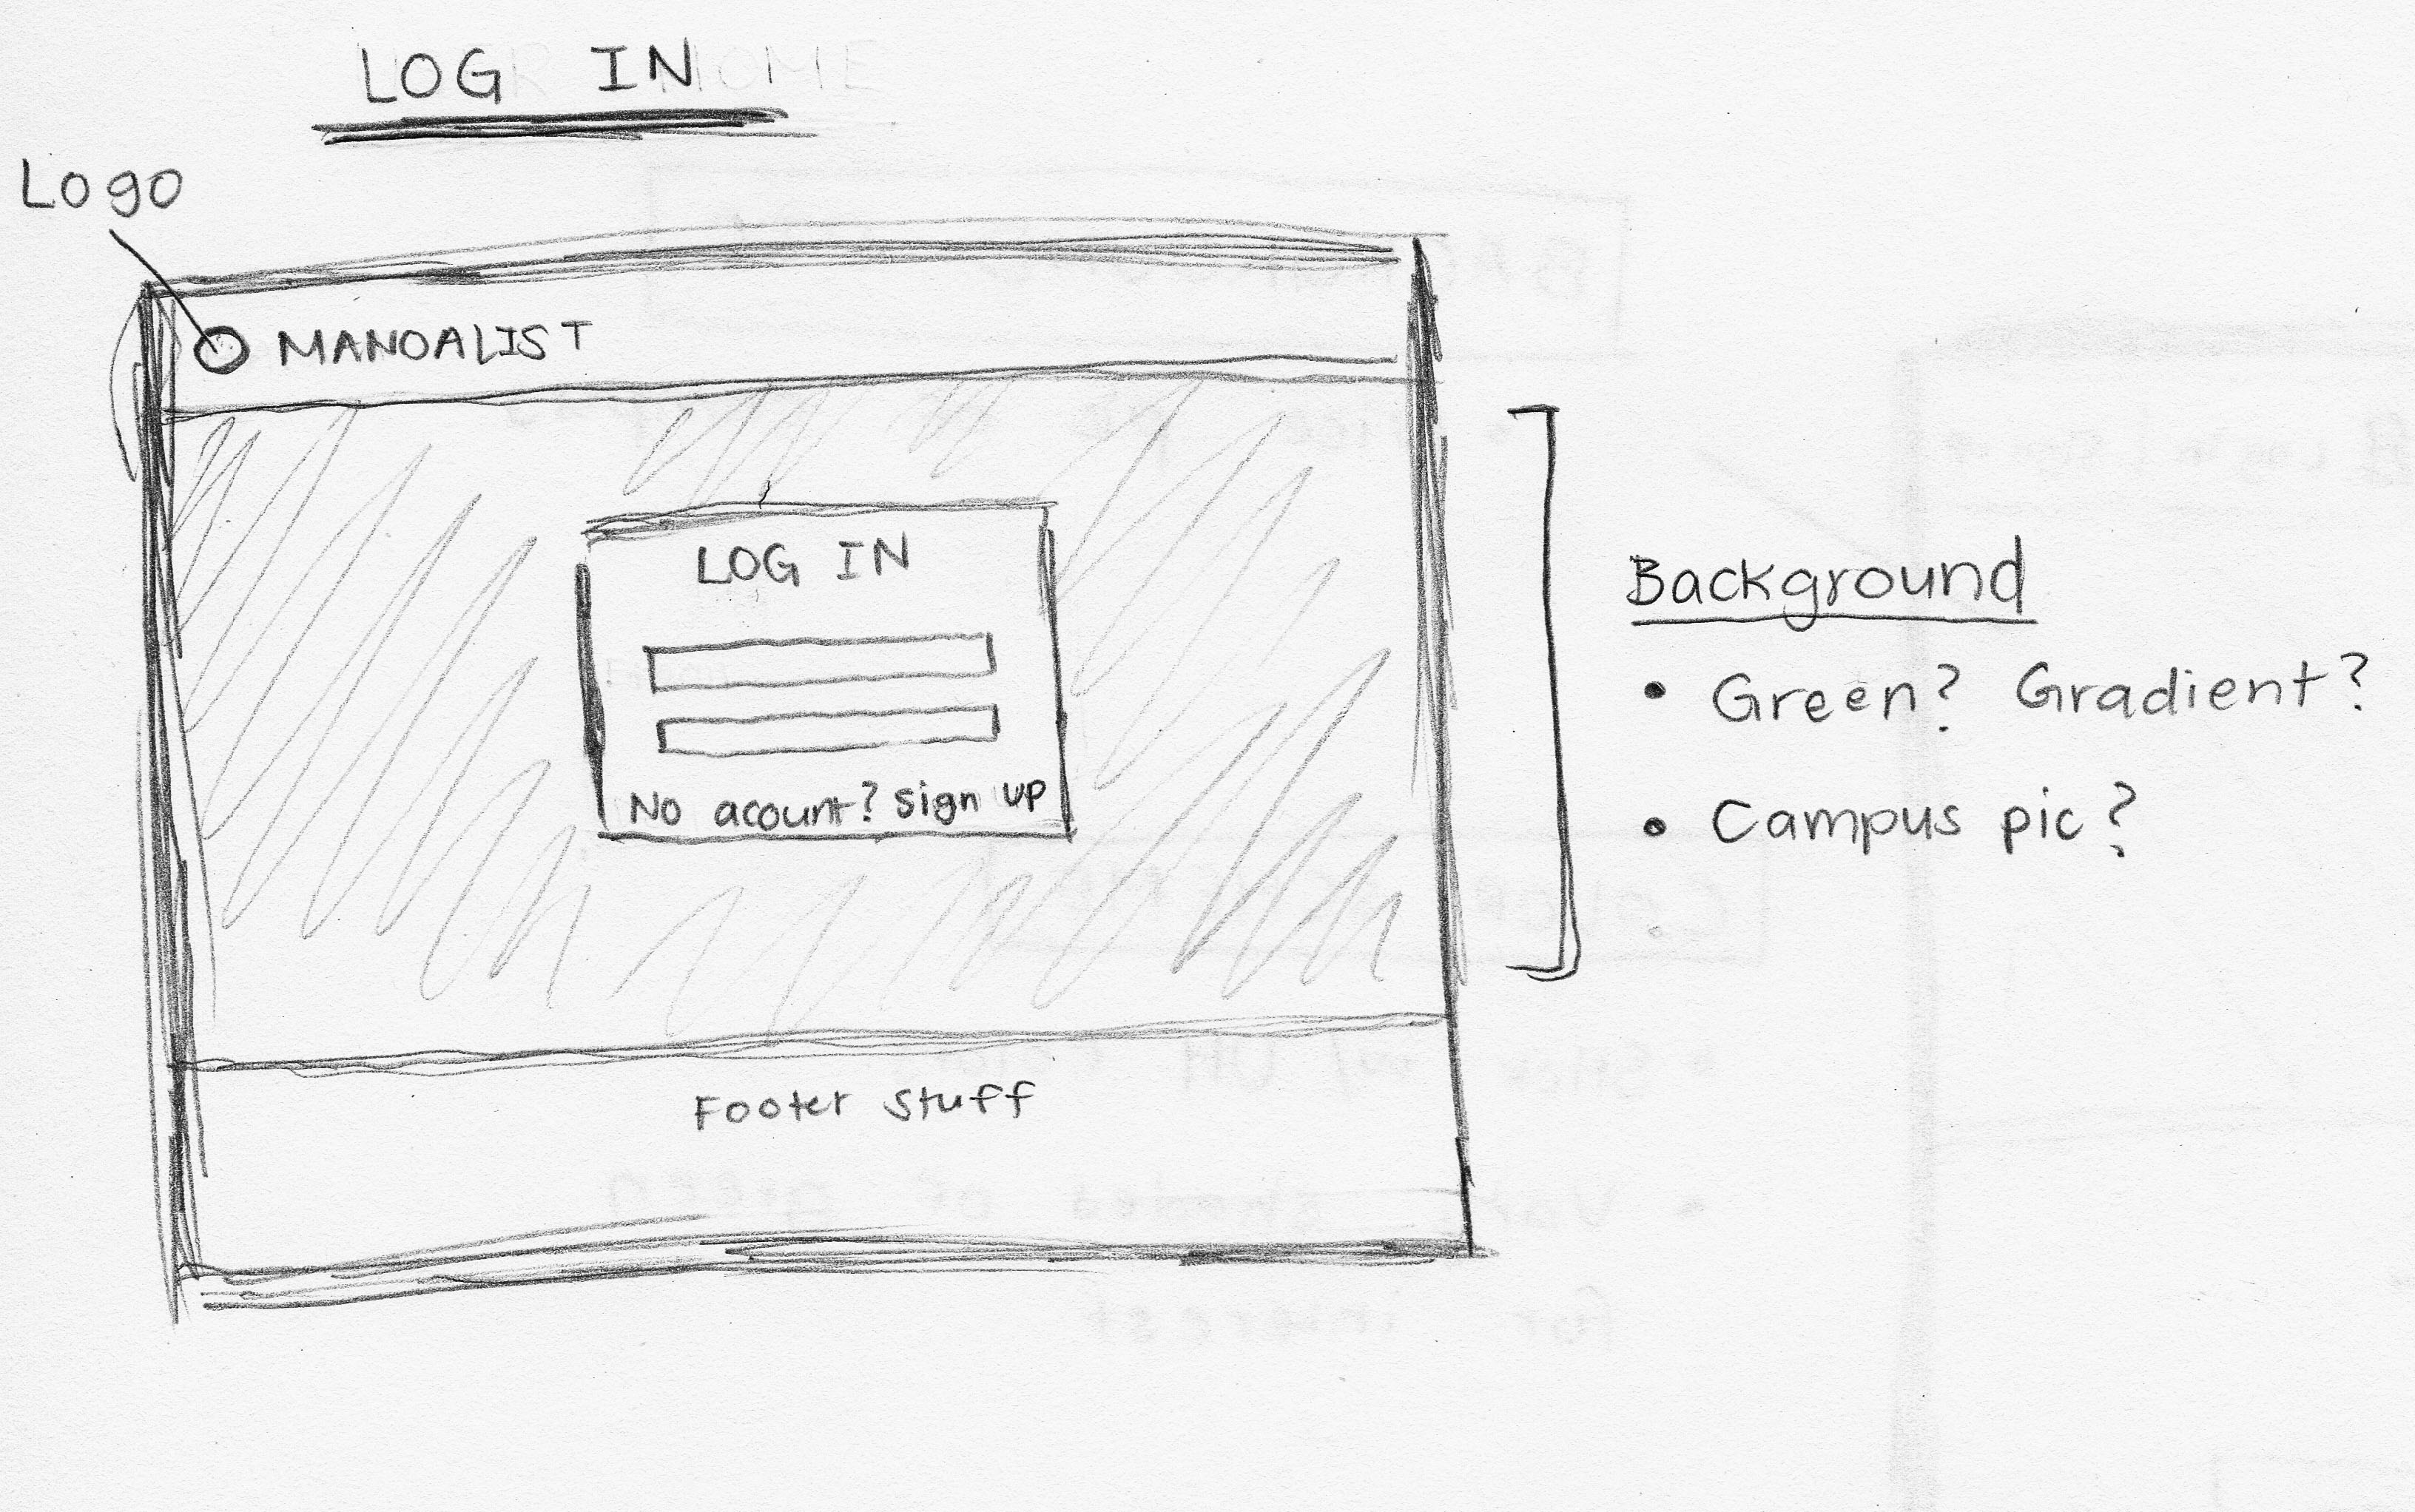 LOG IN
Logo
MANOALIST
LOG IN
No acount? Sign up
Footer Stuff
Background
• Green? Gradient?
• Campus pic?